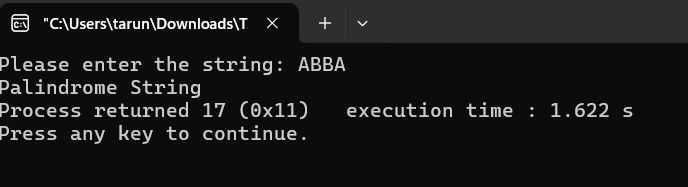 "C:\Users\tarun\Downloads\T
Please enter the string: ABBA
Palindrome String
Process returned 17 (0x11)   execution time : 1.622 s
Press any key to continue.